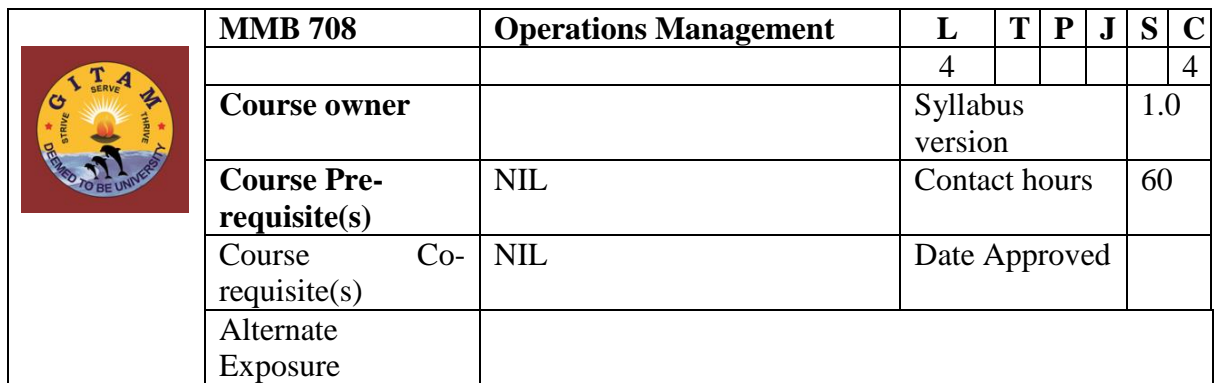 GITAM
SERVE
STRIVE
THRIVE
DEEMED TO BE UNIVERSITY
MMB 708 Operations Management L T P J S C
4 4
Course owner Syllabus version 1.0
Course Pre-requisite(s) NIL Contact hours 60
Course Co-requisite(s) NIL Date Approved
Alternate Exposure